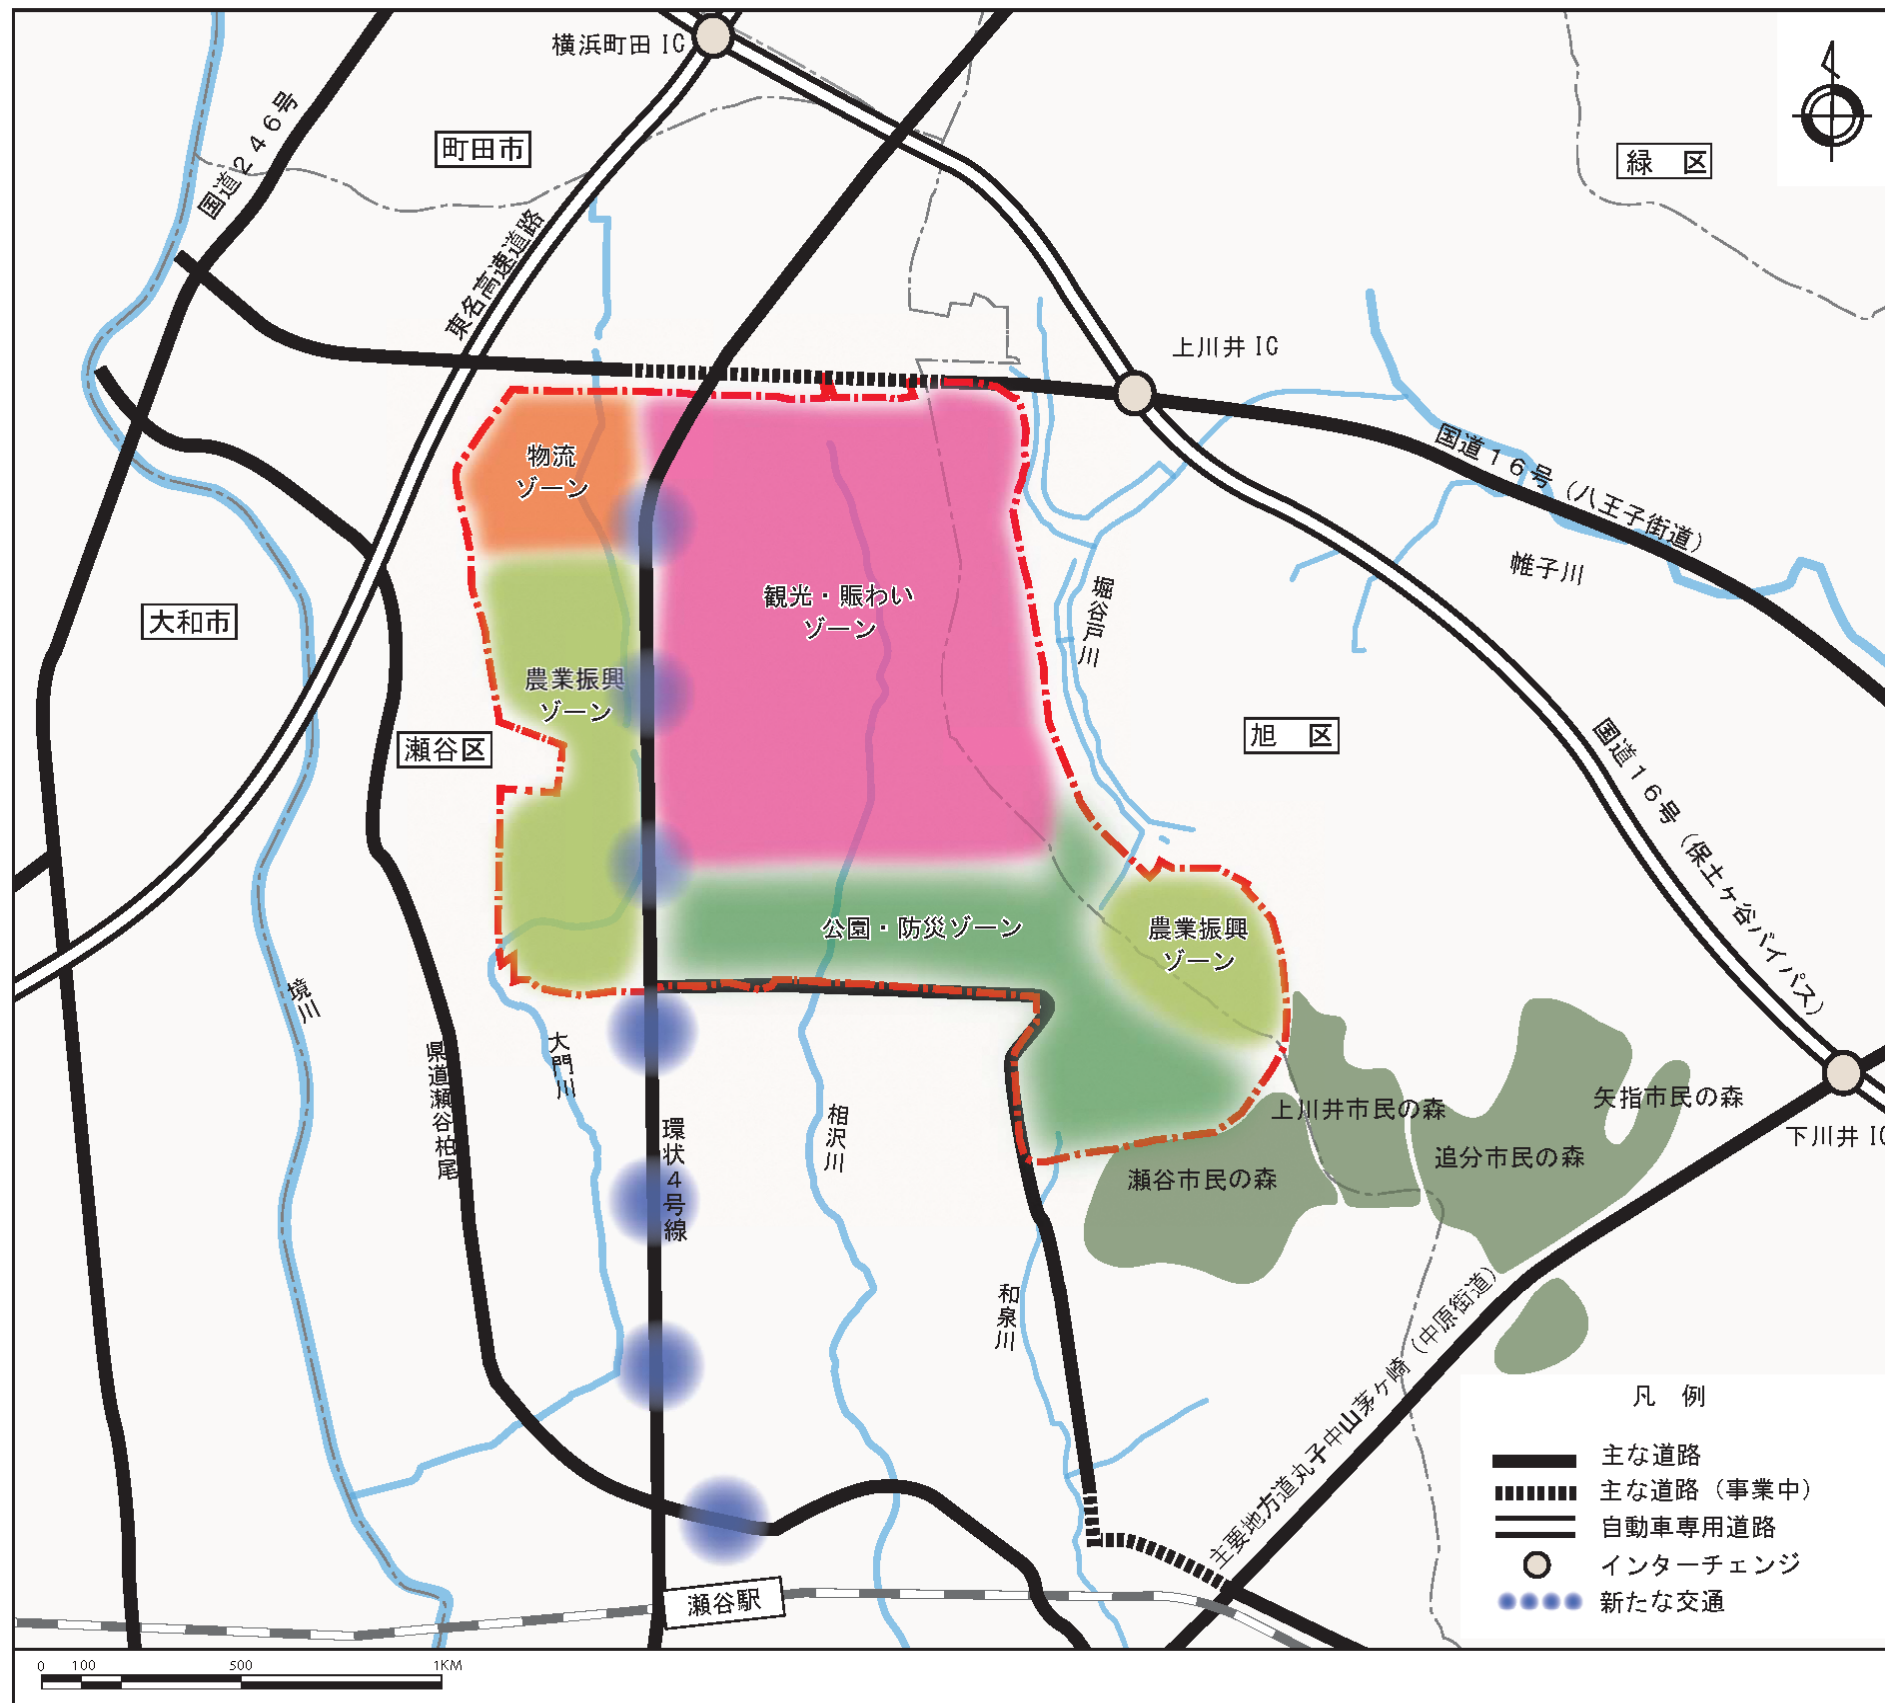 横浜町田 IC
国道246号
町田市
緑　区
東名高速道路
上川井 IC
国道16号（八王子街道）
帷子川
物流
ゾーン
観光・賑わい
ゾーン
堀谷戸川
大和市
農業振興
ゾーン
瀬谷区
旭　区
国道16号（保土ヶ谷バイパス）
公園・防災ゾーン
農業振興
ゾーン
境川
大門川
県道瀬谷柏尾
環状4号線
相沢川
上川井市民の森
矢指市民の森
追分市民の森
瀬谷市民の森
下川井 IC
和泉川
主要地方道丸子中山茅ヶ崎（中原街道）
凡　例
主な道路
主な道路（事業中）
自動車専用道路
インターチェンジ
新たな交通
瀬谷駅
0 100 500 1KM